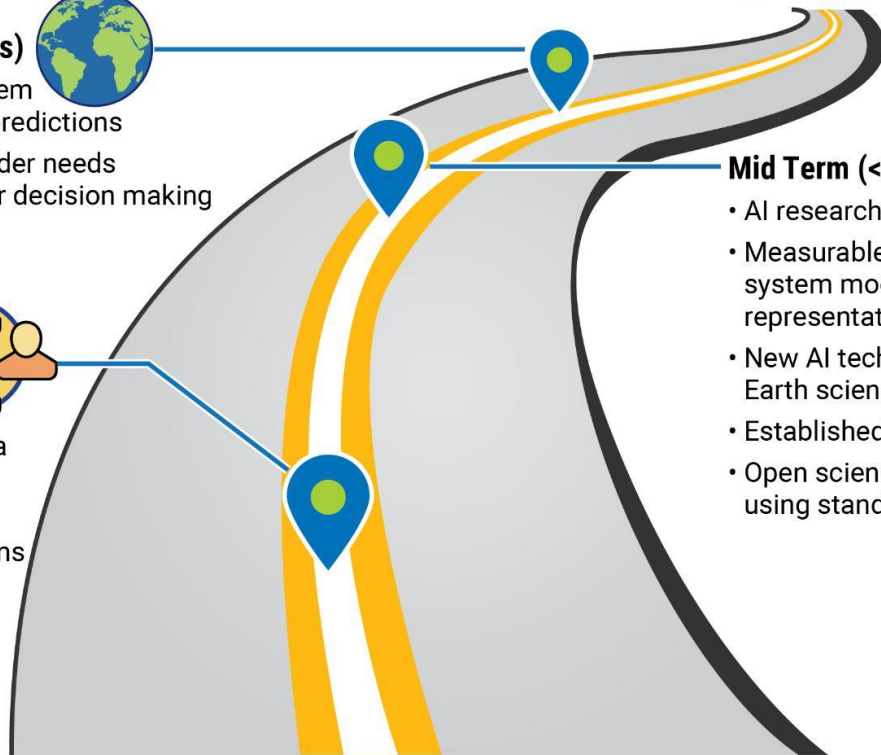 s)
em
redictions
der needs
r decision making
a
ns
Mid Term (<
• AI research
• Measurable
system mo
representat
• New AI tech
Earth scien
• Established
• Open scien
using stand